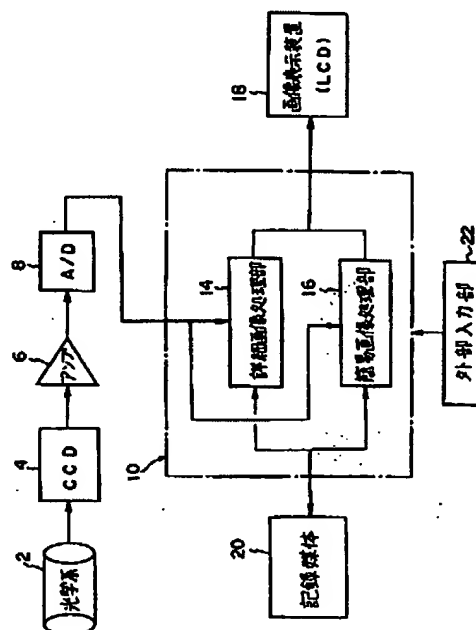 2
光学系
4
CCD
6
アンプ
8
A/D
10
14
詳細画像処理部
16
簡易画像処理部
18
画像表示装置
(LCD)
20
記録媒体
22
外部入力部